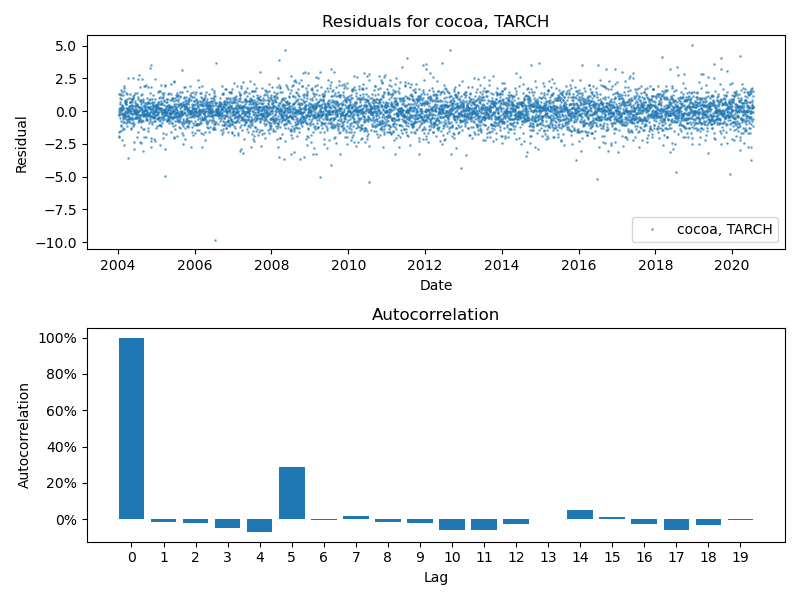 Residuals for cocoa, TARCH
5.0
2.5
0.0
−2.5
−5.0
−7.5
−10.0
Residual
cocoa, TARCH
2004 2006 2008 2010 2012 2014 2016 2018 2020
Date
Autocorrelation
100%
80%
60%
40%
20%
0%
Autocorrelation
0 1 2 3 4 5 6 7 8 9 10 11 12 13 14 15 16 17 18 19
Lag